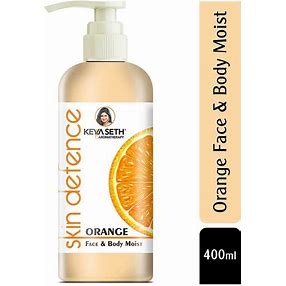 KEYA SETH
AROMATHERAPY
skin defence
ORANGE
FACE & BODY MOIST
Orange Face & Body Moist
400ml